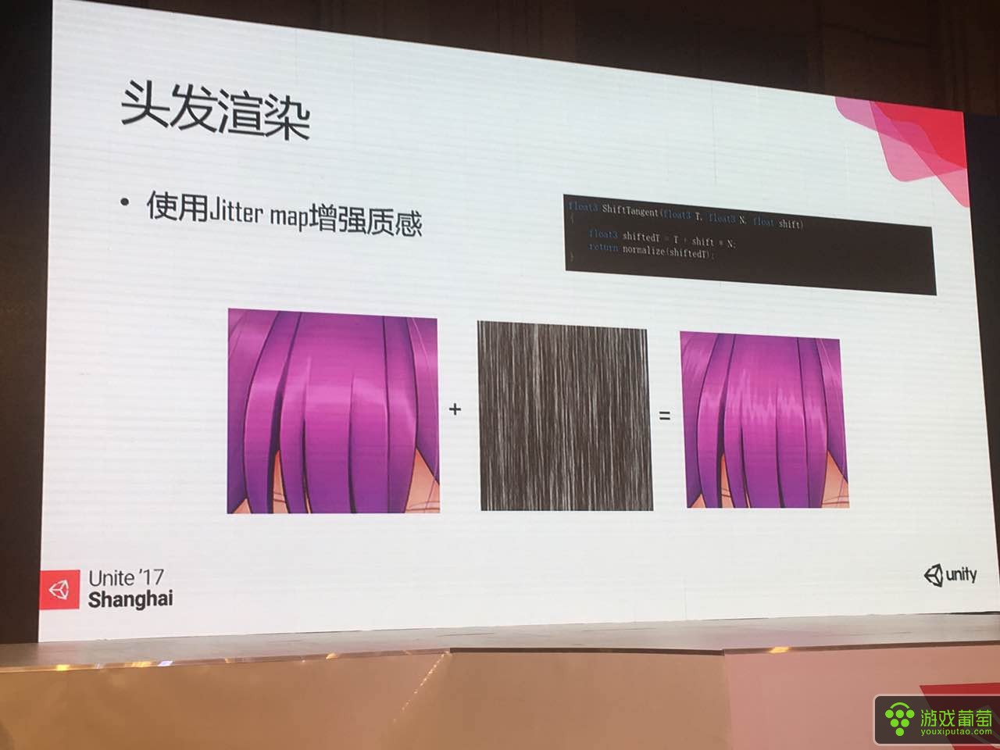 头发渲染
• 使用Jitter map增强质感
float3 ShiftTangent(float3 T, float3 N, float shift)
{
float3 shiftedT = T + shift * N;
return normalize(shiftedT);
}
+
=
Unite '17
Shanghai
unity
游戏葡萄
youxiputao.com